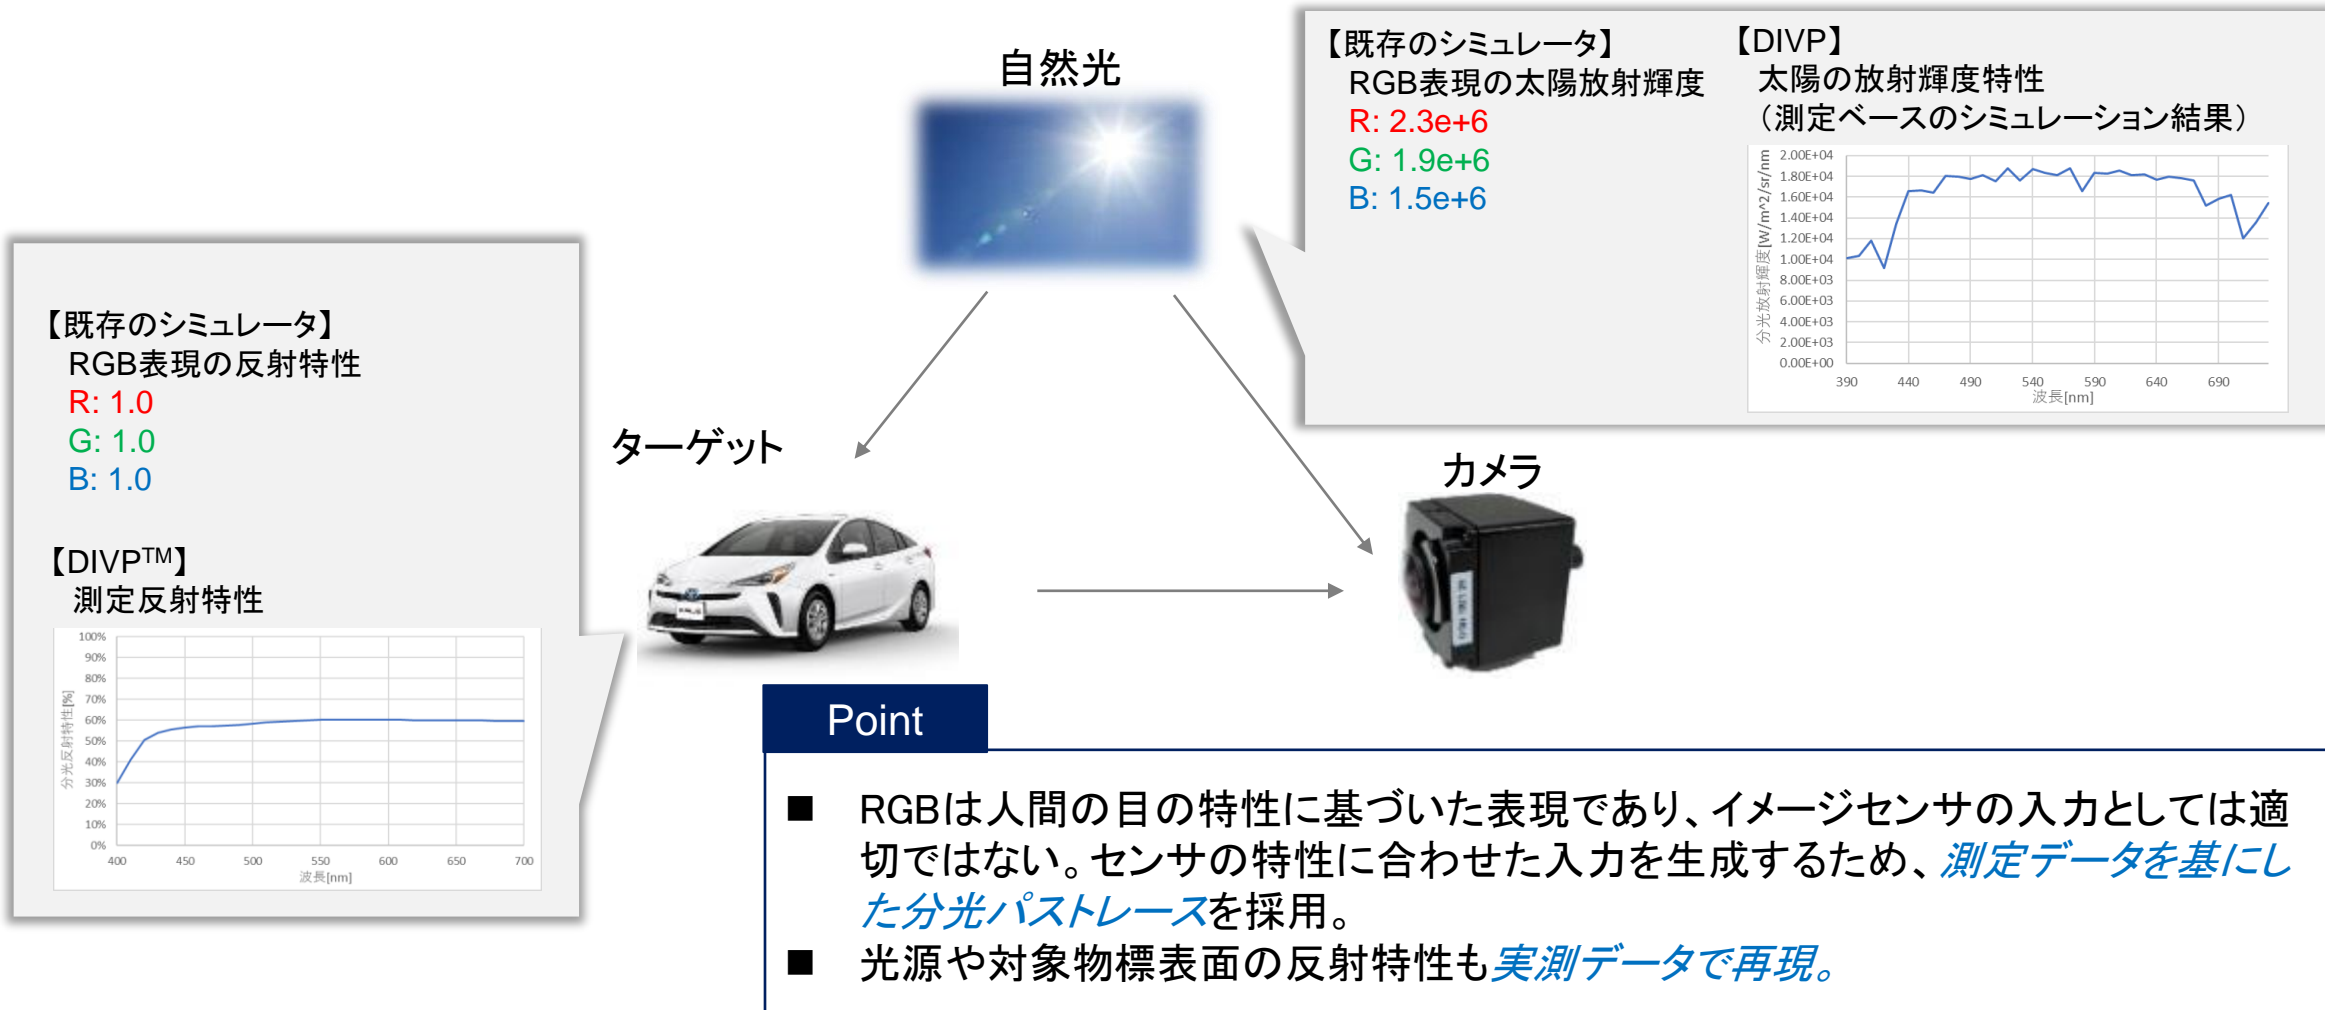 自然光
【既存のシミュレータ】
RGB表現の太陽放射輝度
R: 2.3e+6
G: 1.9e+6
B: 1.5e+6
【DIVP】
太陽の放射輝度特性
（測定ベースのシミュレーション結果）
分光放射輝度[W/m^2/sr/nm
2.00E+04
1.80E+04
1.60E+04
1.40E+04
1.20E+04
1.00E+04
8.00E+03
6.00E+03
4.00E+03
2.00E+03
0.00E+00
390 440 490 540 590 640 690
波長[nm]
【既存のシミュレータ】
RGB表現の反射特性
R: 1.0
G: 1.0
B: 1.0
【DIVP™】
測定反射特性
分光反射特性[%]
100%
90%
80%
70%
60%
50%
40%
30%
20%
10%
0%
400 450 500 550 600 650 700
波長[nm]
ターゲット
カメラ
Point
■ RGBは人間の目の特性に基づいた表現であり、イメージセンサの入力としては適
切ではない。センサの特性に合わせた入力を生成するため、測定データを基にし
た分光パストレースを採用。
■ 光源や対象物標表面の反射特性も実測データで再現。